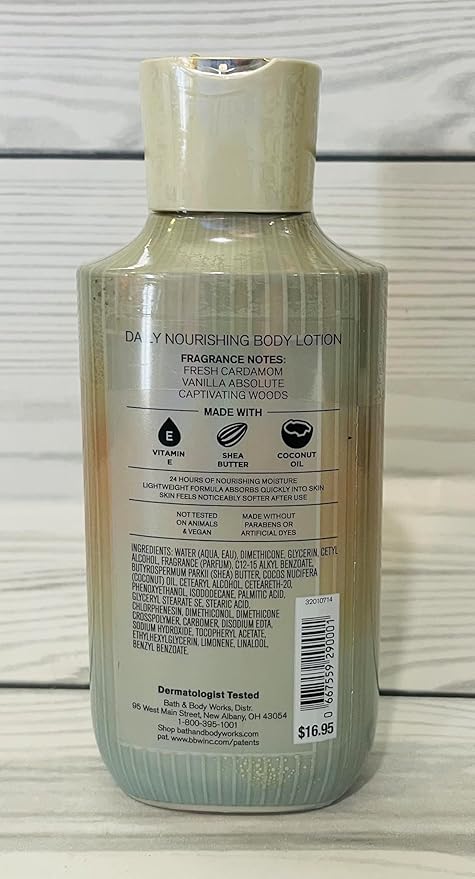 DAILY NOURISHING BODY LOTION
FRAGRANCE NOTES:
FRESH CARDAMOM
VANILLA ABSOLUTE
CAPTIVATING WOODS
MADE WITH
E
VITAMIN
E
SHEA
BUTTER
COCONUT
OIL
24 HOURS OF NOURISHING MOISTURE
LIGHTWEIGHT FORMULA ABSORBS QUICKLY INTO SKIN
SKIN FEELS NOTICEABLY SOFTER AFTER USE
NOT TESTED
ON ANIMALS
& VEGAN
MADE WITHOUT
PARABENS OR
ARTIFICIAL DYES
INGREDIENTS: WATER (AQUA, EAU), DIMETHICONE, GLYCERIN, CETYL
ALCOHOL, FRAGRANCE (PARFUM), C12-15 ALKYL BENZOATE,
BUTYROSPERMUM PARKII (SHEA) BUTTER, COCOS NUCIFERA
(COCONUT) OIL, CETEARYL ALCOHOL, CETEARETH-20,
PHENOXYETHANOL, ISODODECANE, PALMITIC ACID,
GLYCERYL STEARATE SE, STEARIC ACID,
CHLORPHENESIN, DIMETHICONOL, DIMETHICONE
CROSSPOLYMER, CARBOMER, DISODIUM EDTA,
SODIUM HYDROXIDE, TOCOPHERYL ACETATE,
ETHYLHEXYLGLYCERIN, LIMONENE, LINALOOL,
BENZYL BENZOATE.
32010714
0 667559 290001
$16.95
Dermatologist Tested
Bath & Body Works, Distr.
95 West Main Street, New Albany, OH 43054
1-800-395-1001
Shop bathandbodyworks.com
pat. www.bbwinc.com/patents